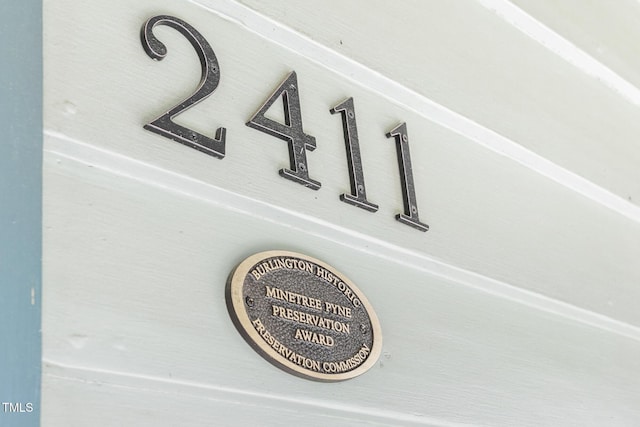 2411
BURLINGTON HISTORIC
MINETREE PYNE
PRESERVATION
AWARD
PRESERVATION COMMISSION
TMLS